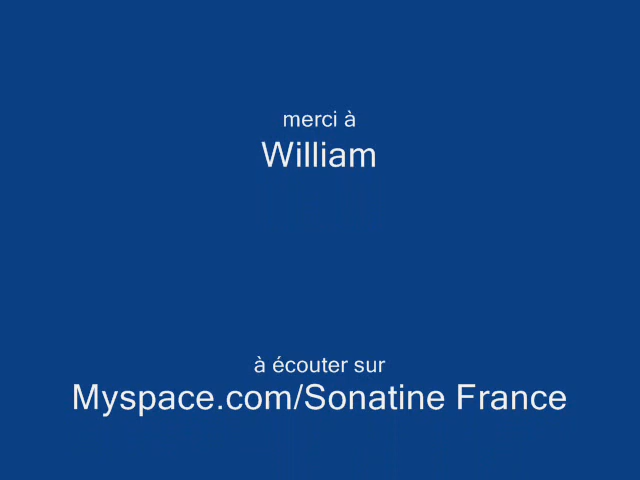 merci à
William
à écouter sur
Myspace.com/Sonatine France